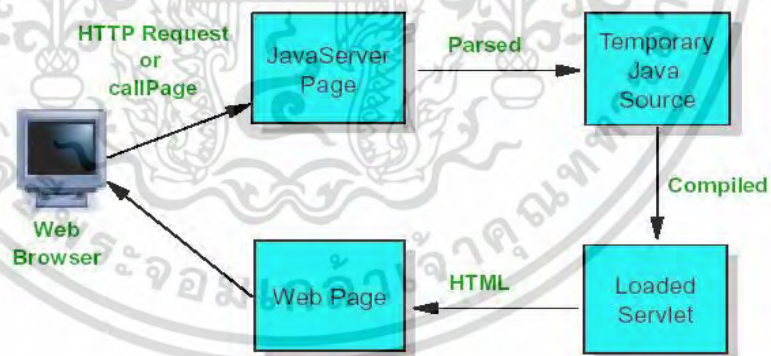 HTTP Request
or
callPage
JavaServer
Page
Parsed
Temporary
Java
Source
Compiled
Web
Browser
Web Page
HTML
Loaded
Servlet